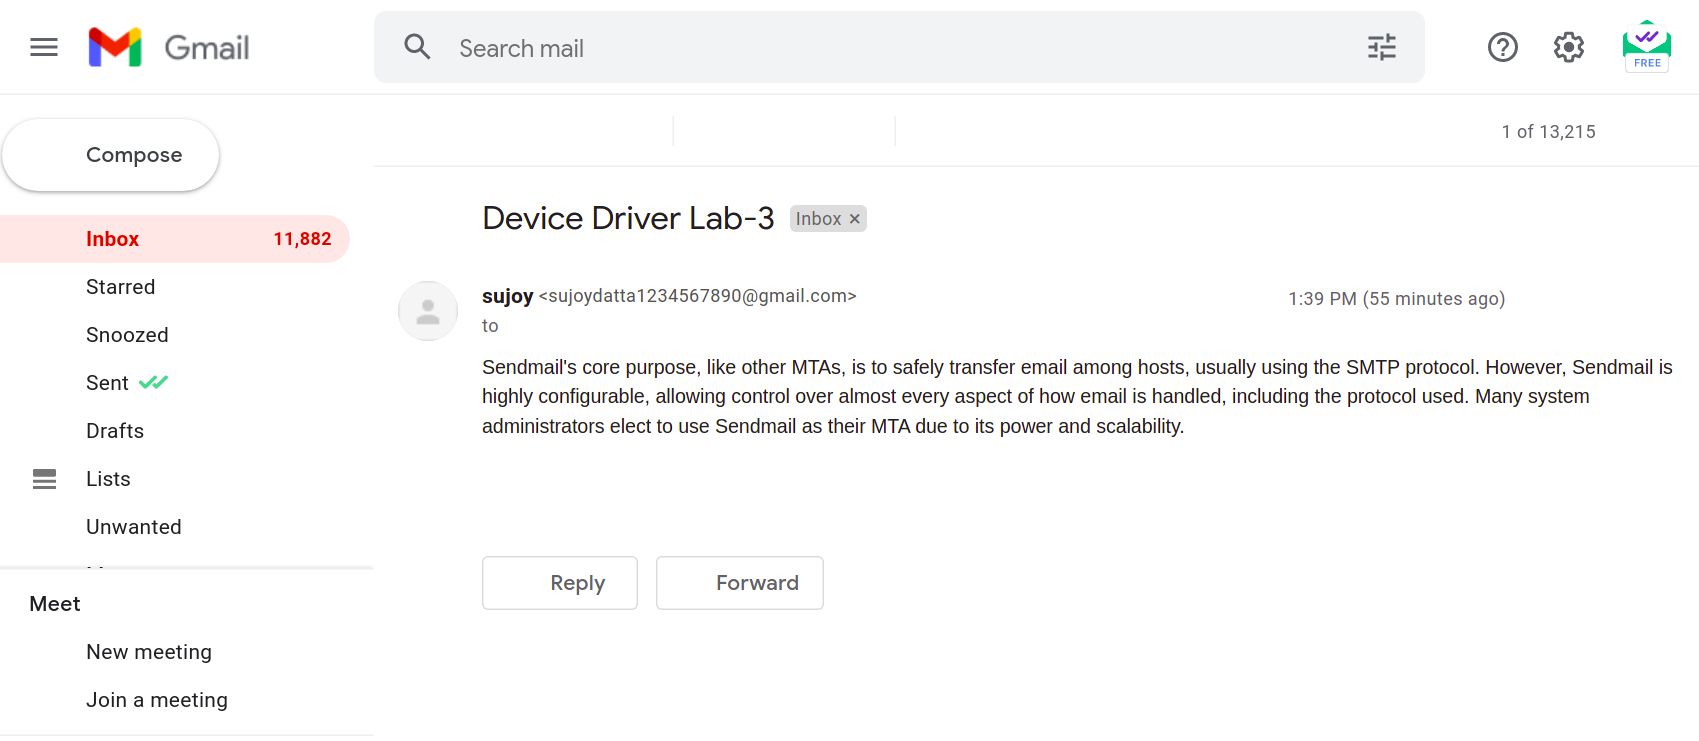 Gmail
Search mail
FREE
Compose
1 of 13,215
Inbox 11,882
Starred
Snoozed
Sent
Drafts
Lists
Unwanted
Meet
New meeting
Join a meeting
Device Driver Lab-3 Inbox ×
sujoy <sujoydatta1234567890@gmail.com> 1:39 PM (55 minutes ago)
to
Sendmail's core purpose, like other MTAs, is to safely transfer email among hosts, usually using the SMTP protocol. However, Sendmail is
highly configurable, allowing control over almost every aspect of how email is handled, including the protocol used. Many system
administrators elect to use Sendmail as their MTA due to its power and scalability.
Reply Forward